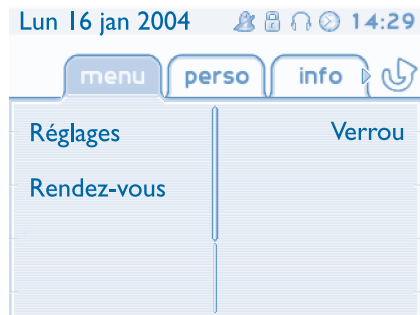 Lun 16 jan 2004 14:29
menu perso info
Réglages Verrou
Rendez-vous